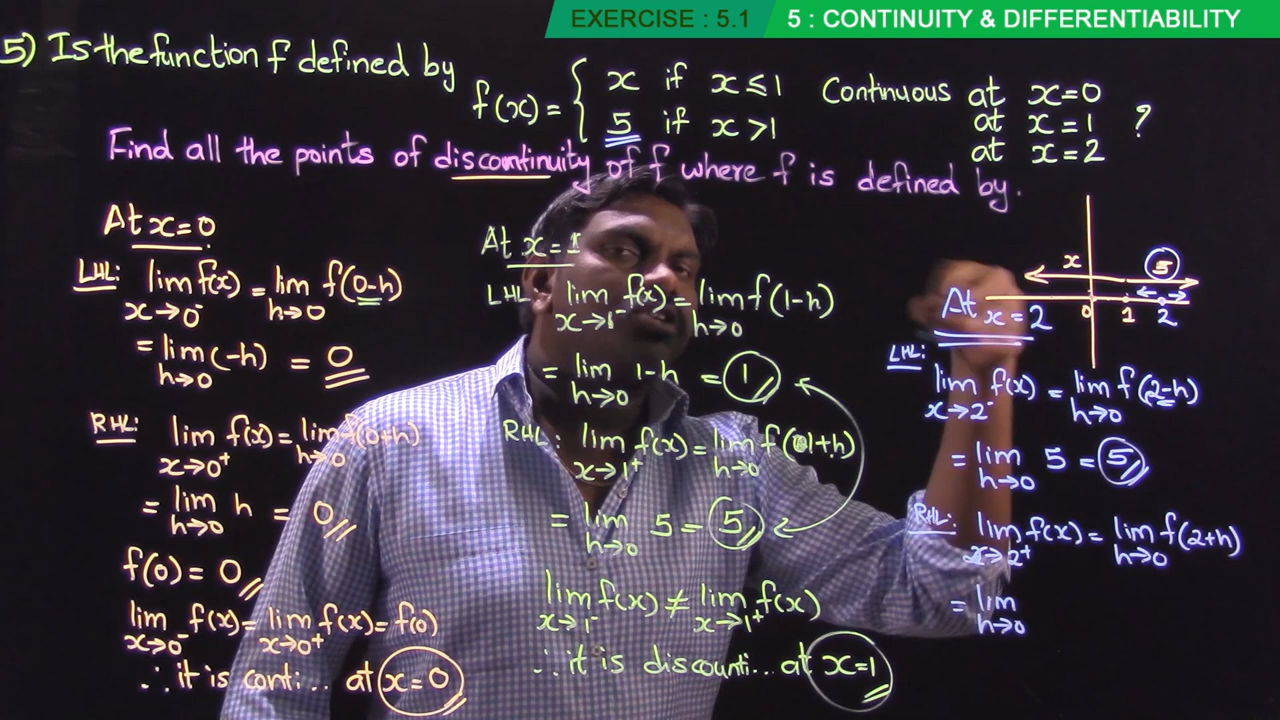 EXERCISE : 5.1
5 : CONTINUITY & DIFFERENTIABILITY
5) Is the function f defined by
f(x) = { x if x ≤ 1
5 if x > 1
Continuous at x=0
at x=1 ?
at x=2
Find all the points of discontinuity of f where f is defined by.
At x=0
LHL: lim f(x) = lim f(0-h)
x→0⁻ h→0
= lim (-h) = 0
h→0
RHL: lim f(x) = lim f(0+h)
x→0⁺ h→0
= lim h = 0
h→0
f(0) = 0
lim f(x) = lim f(x) = f(0)
x→0⁻ x→0⁺
∴ it is conti... at x=0
At x=1
LHL: lim f(x) = lim f(1-h)
x→1⁻ h→0
= lim 1-h = 1
h→0
RHL: lim f(x) = lim f(1+h)
x→1⁺ h→0
= lim 5 = 5
h→0
lim f(x) ≠ lim f(x)
x→1⁻ x→1⁺
∴ it is discounti... at x=1
x 5
0 1 2
At x=2
LHL:
lim f(x) = lim f(2-h)
x→2⁻ h→0
= lim 5 = 5
h→0
RHL: lim f(x) = lim f(2+h)
x→2⁺ h→0
= lim
h→0